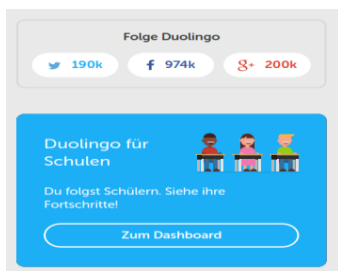 Folge Duolingo
190k 974k 200k
Duolingo für
Schulen
Du folgst Schülern. Siehe ihre
Fortschritte!
Zum Dashboard